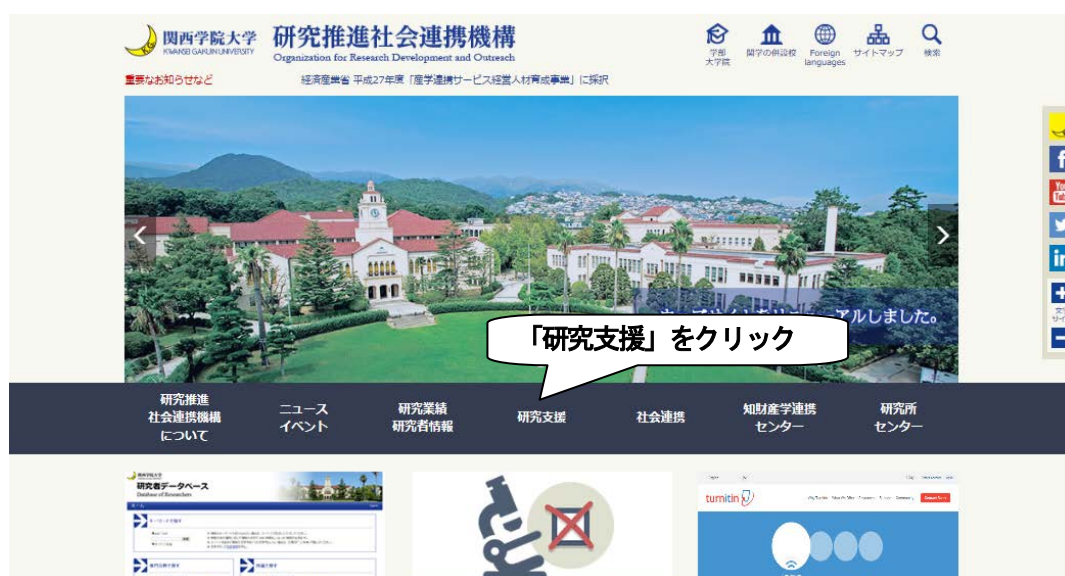 関西学院大学
KWANSEI GAKUIN UNIVERSITY
研究推進社会連携機構
Organization for Research Development and Outreach
学部
大学院
関学の併設校
Foreign
languages
サイトマップ
検索
重要なお知らせなど
経済産業省 平成27年度「産学連携サービス経営人材育成事業」に採択
アルしました。
「研究支援」をクリック
研究推進
社会連携機構
について
ニュース
イベント
研究業績
研究者情報
研究支援
社会連携
知財産学連携
センター
研究所
センター
関西学院大学
研究者データベース
Database of Researchers
turnitin